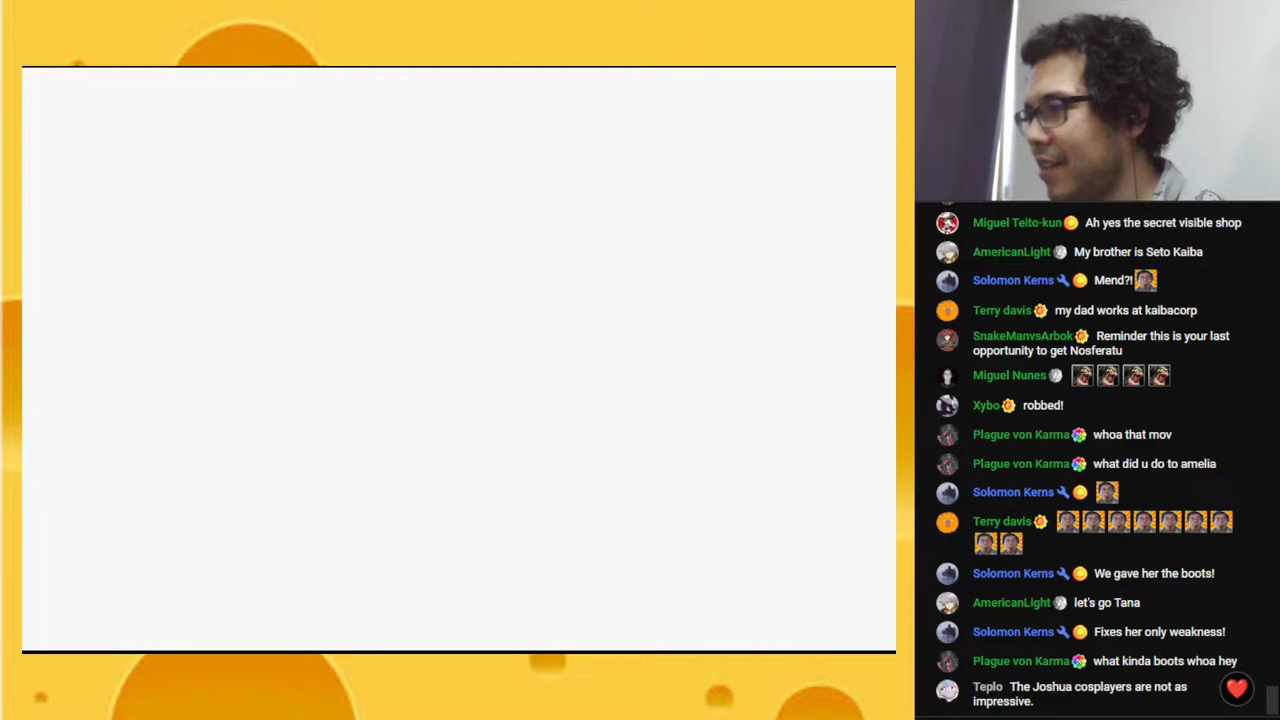 Miguel Teito-kun Ah yes the secret visible shop
AmericanLight My brother is Seto Kaiba
Solomon Kerns Mend?!
Terry davis my dad works at kaibacorp
SnakeManvsArbok Reminder this is your last
opportunity to get Nosferatu
Miguel Nunes
Xybo robbed!
Plague von Karma whoa that mov
Plague von Karma what did u do to amelia
Solomon Kerns
Terry davis
Solomon Kerns We gave her the boots!
AmericanLight let's go Tana
Solomon Kerns Fixes her only weakness!
Plague von Karma what kinda boots whoa hey
Teplo The Joshua cosplayers are not as
impressive.